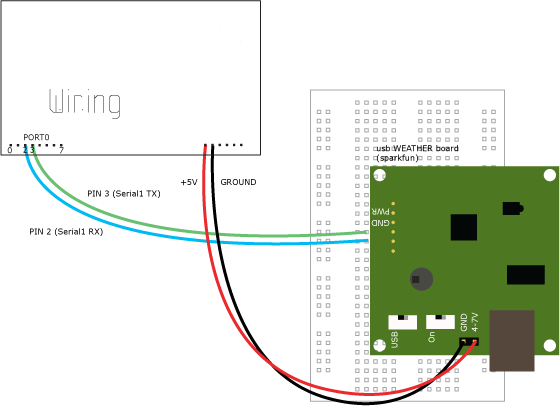 Wiring
PORT0
0 2 3 7
+5V
GROUND
PIN 3 (Serial1 TX)
PIN 2 (Serial1 RX)
usb WEATHER board
(sparkfun)
PWR
GND
USB
On
GND
4-7V